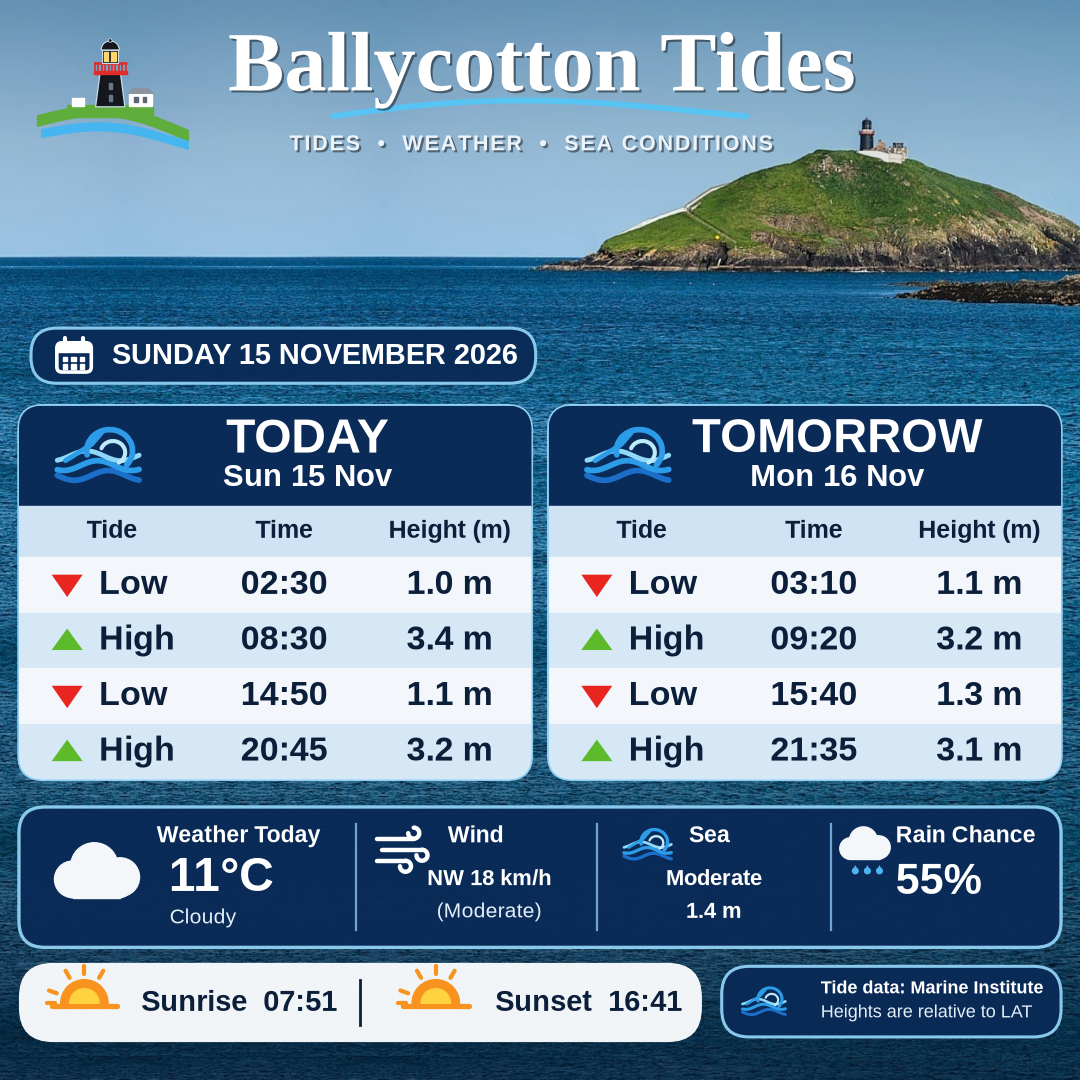 Ballycotton Tides
TIDES • WEATHER • SEA CONDITIONS
SUNDAY 15 NOVEMBER 2026
TODAY
Sun 15 Nov
Tide Time Height (m)
Low 02:30 1.0 m
High 08:30 3.4 m
Low 14:50 1.1 m
High 20:45 3.2 m
TOMORROW
Mon 16 Nov
Tide Time Height (m)
Low 03:10 1.1 m
High 09:20 3.2 m
Low 15:40 1.3 m
High 21:35 3.1 m
Weather Today
11°C
Cloudy
Wind
NW 18 km/h
(Moderate)
Sea
Moderate
1.4 m
Rain Chance
55%
Sunrise 07:51
Sunset 16:41
Tide data: Marine Institute
Heights are relative to LAT